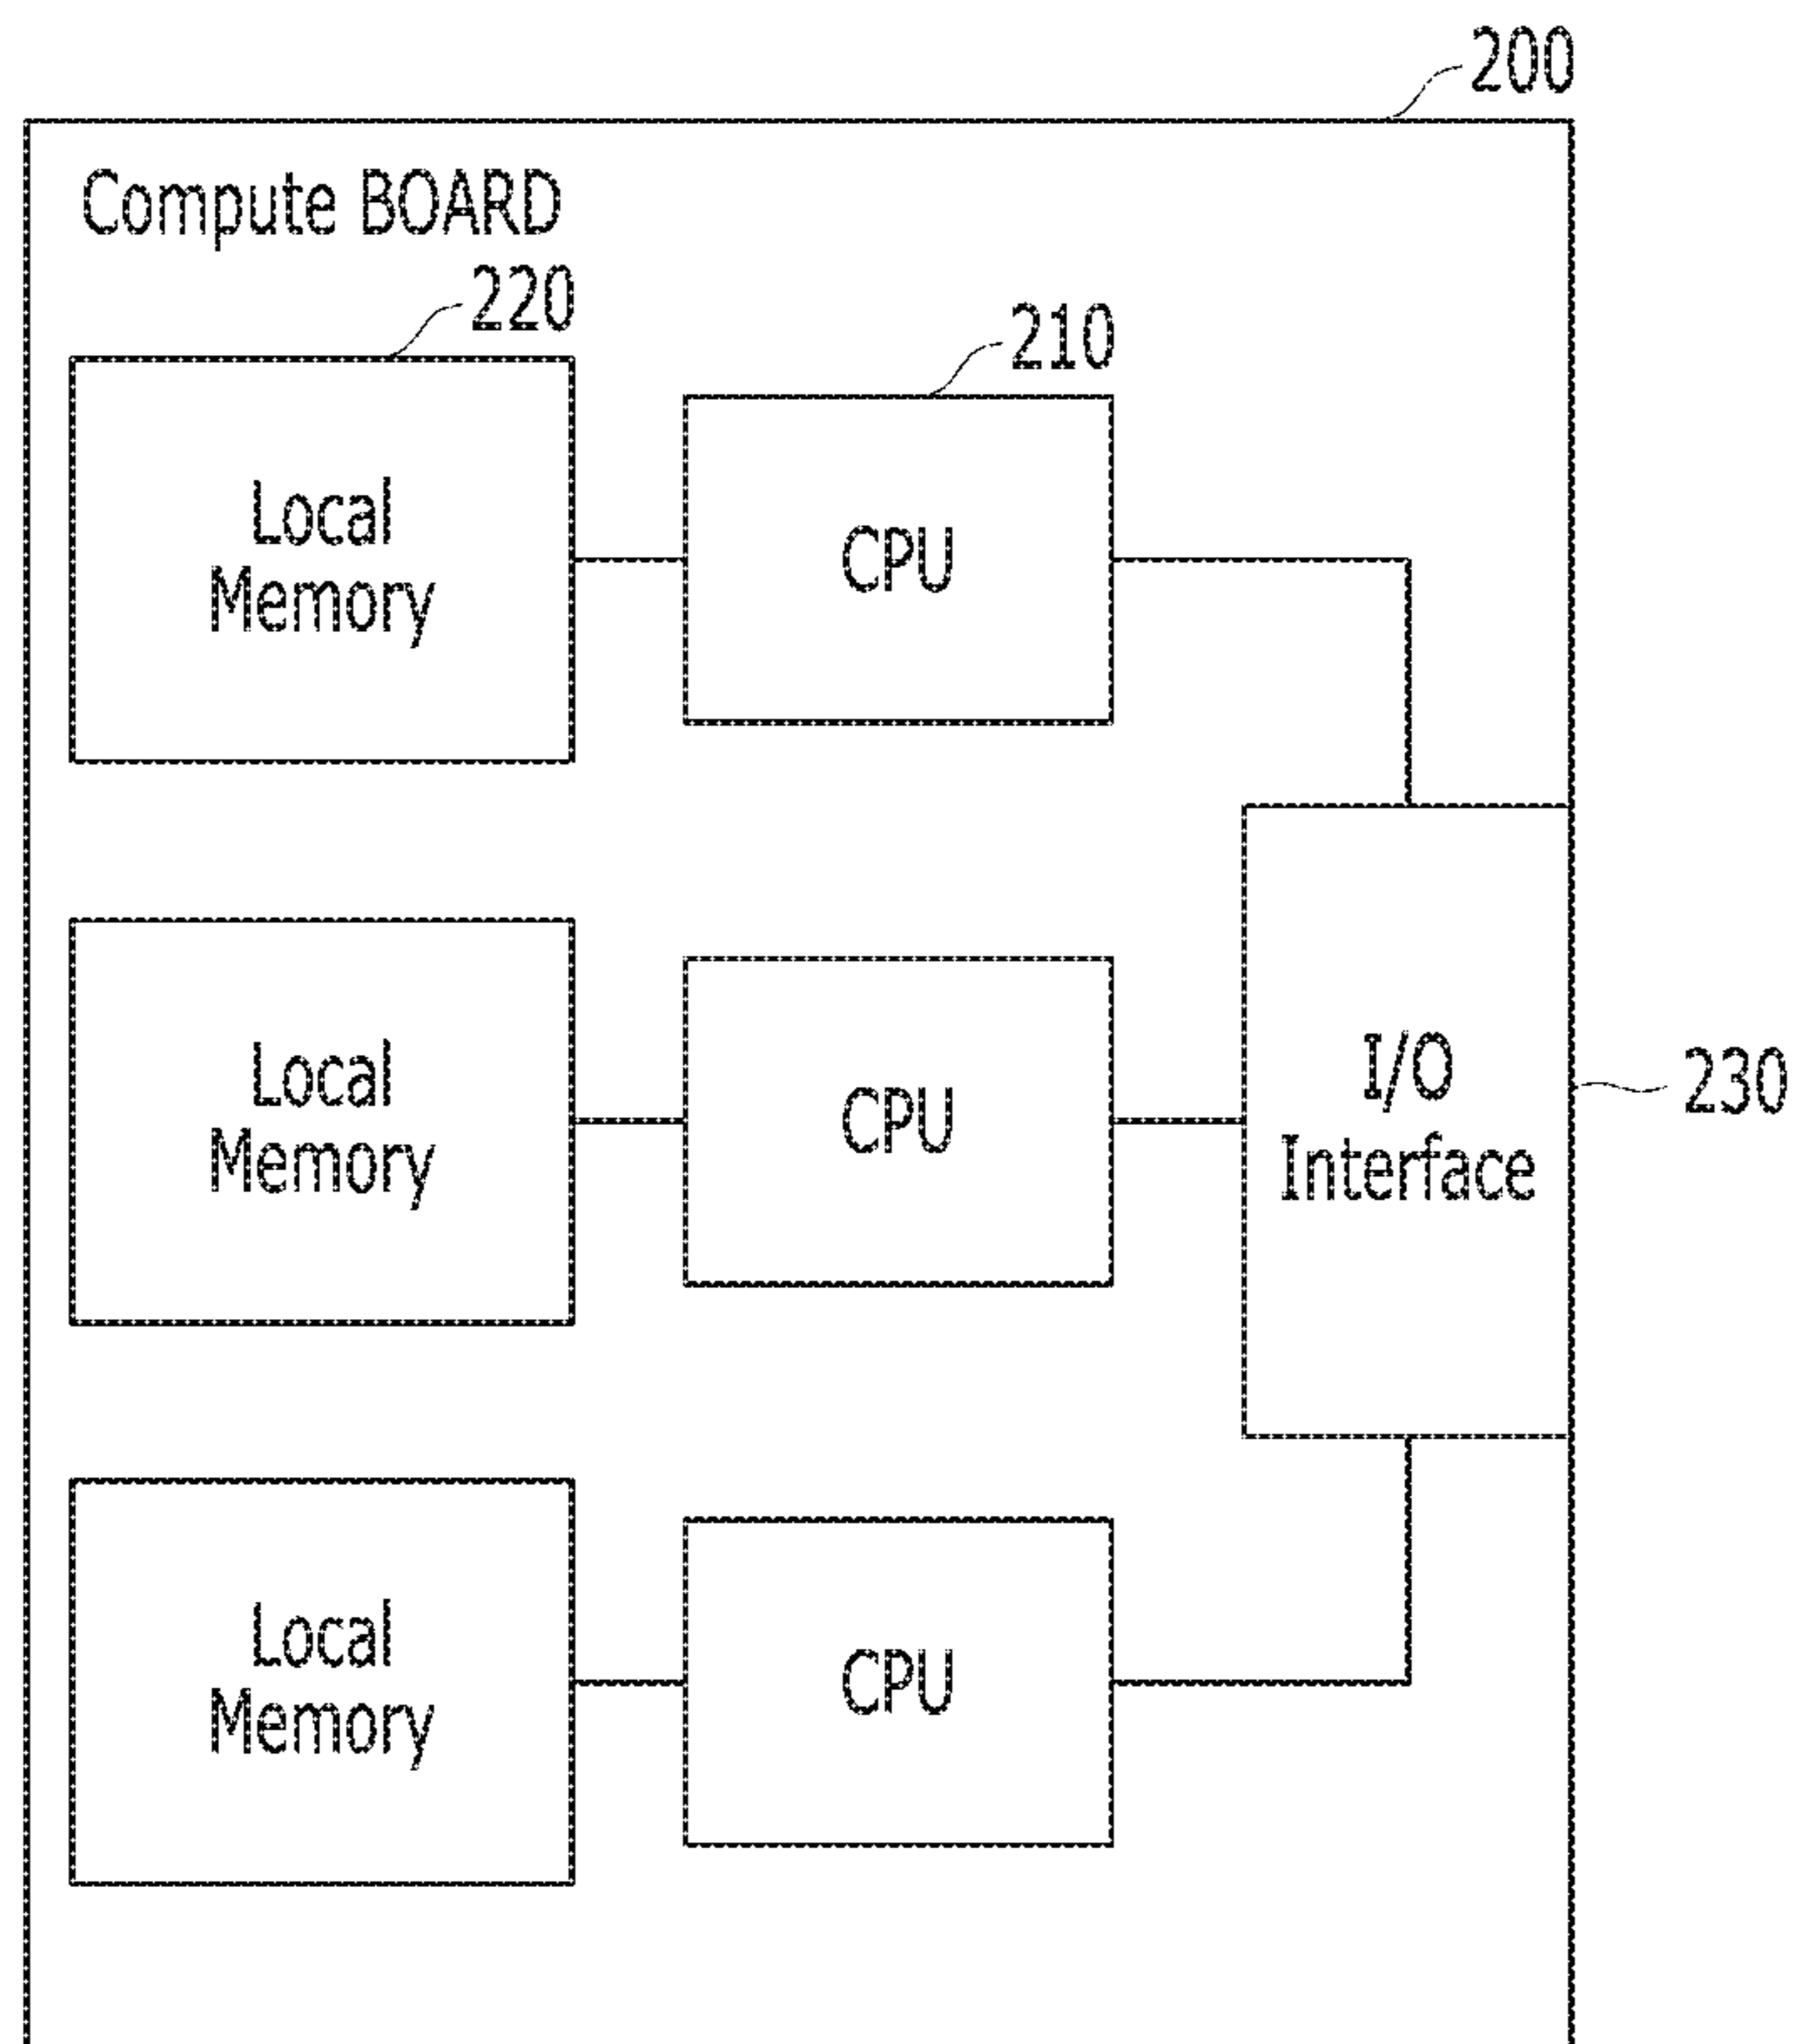 200
Compute BOARD
220
210
Local
Memory
CPU
Local
Memory
CPU
I/O
Interface
230
Local
Memory
CPU